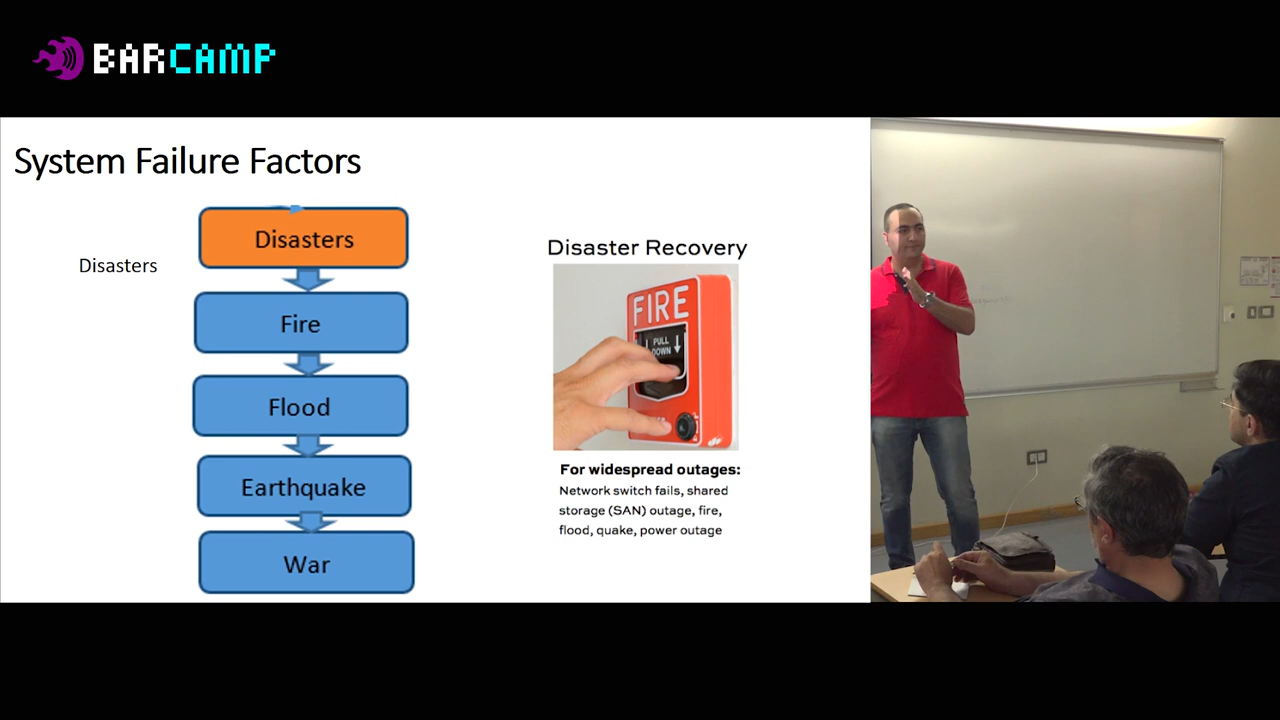 BARCAMP
System Failure Factors
Disasters
Disasters
Fire
Flood
Earthquake
War
Disaster Recovery
FIRE
PULL
DOWN
For widespread outages:
Network switch fails, shared
storage (SAN) outage, fire,
flood, quake, power outage